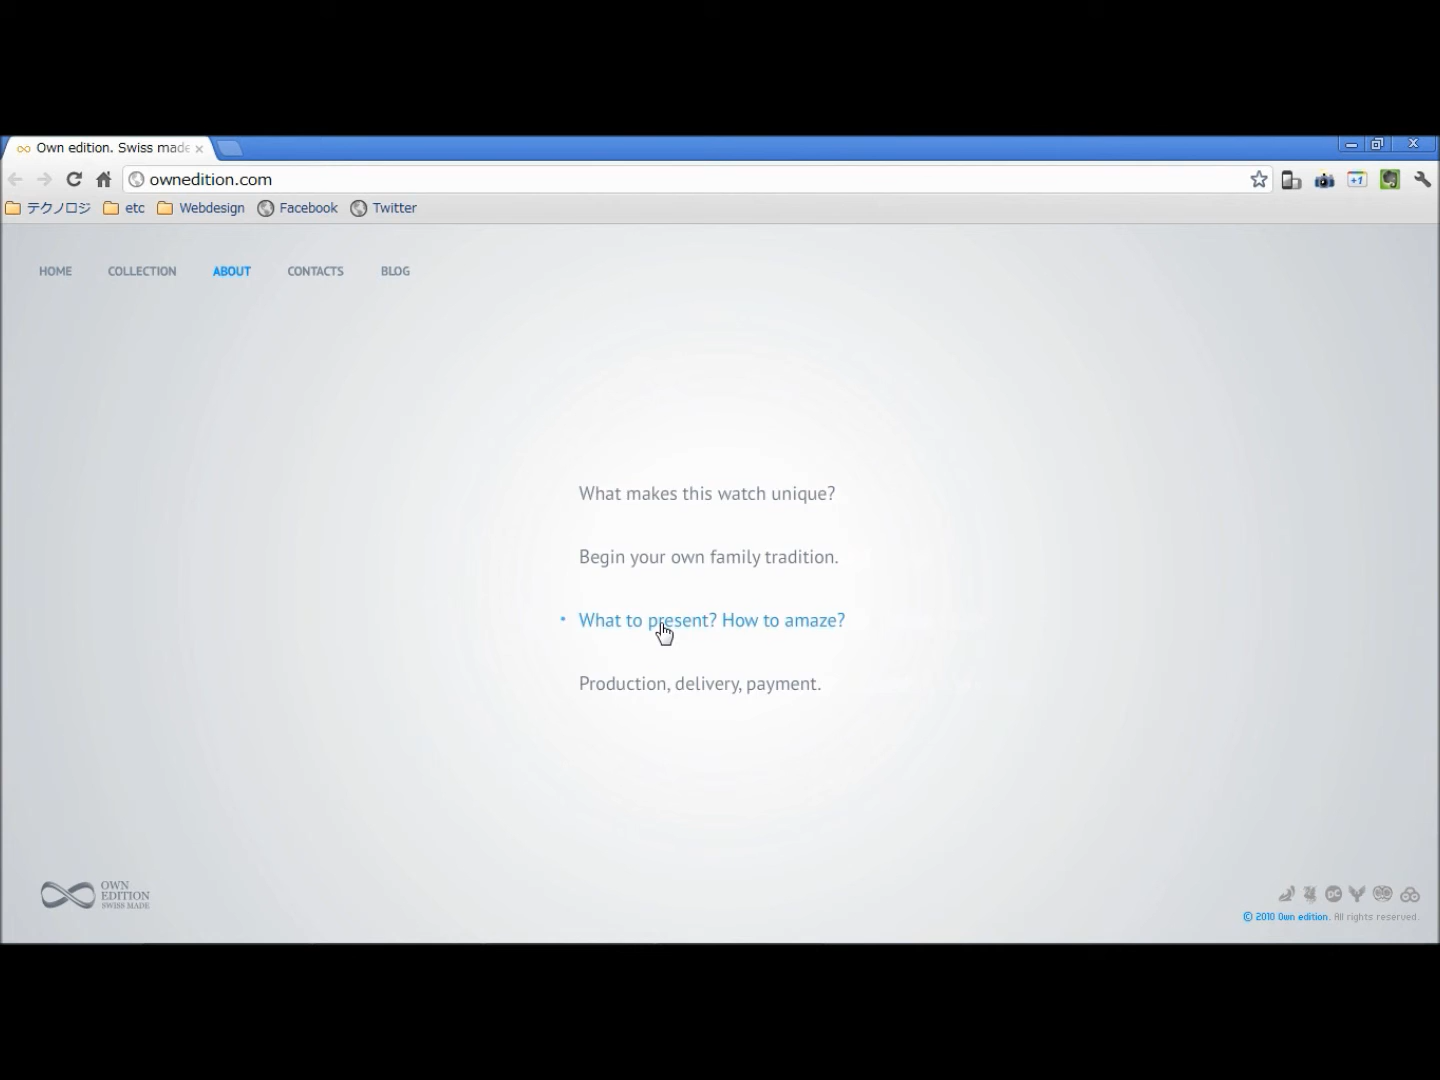 Own edition. Swiss made
ownedition.com
+1
テクノロジ etc Webdesign Facebook Twitter
HOME COLLECTION ABOUT CONTACTS BLOG
What makes this watch unique?
Begin your own family tradition.
What to present? How to amaze?
Production, delivery, payment.
OWN
EDITION
SWISS MADE
© 2010 Own edition. All rights reserved.